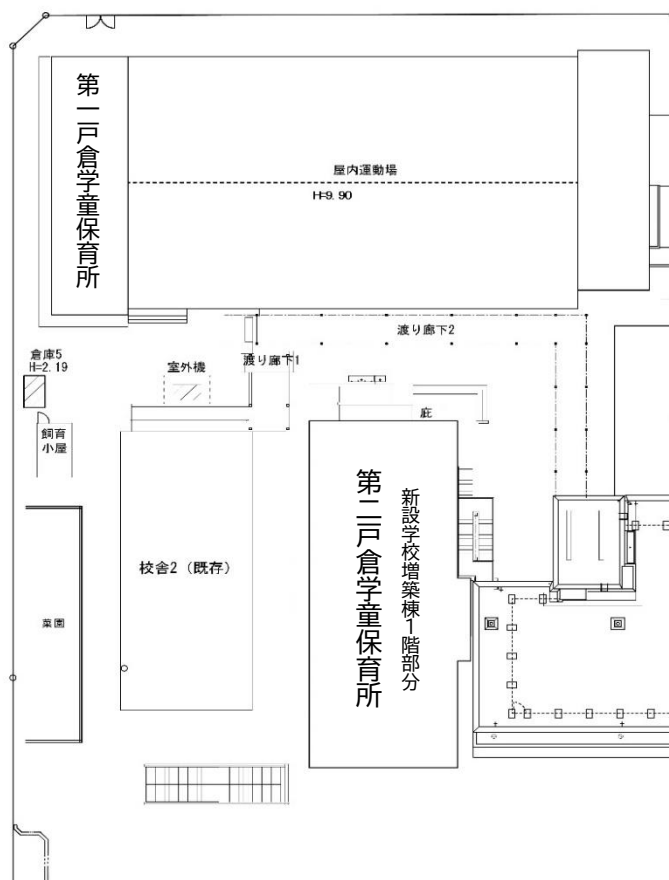 第一戸倉学童保育所
屋内運動場
H=9.90
渡り廊下2
渡り廊下1
倉庫5
H=2.19
室外機
飼育
小屋
庇
新設学校増築棟1階部分
第二戸倉学童保育所
校舎2（既存）
菜園